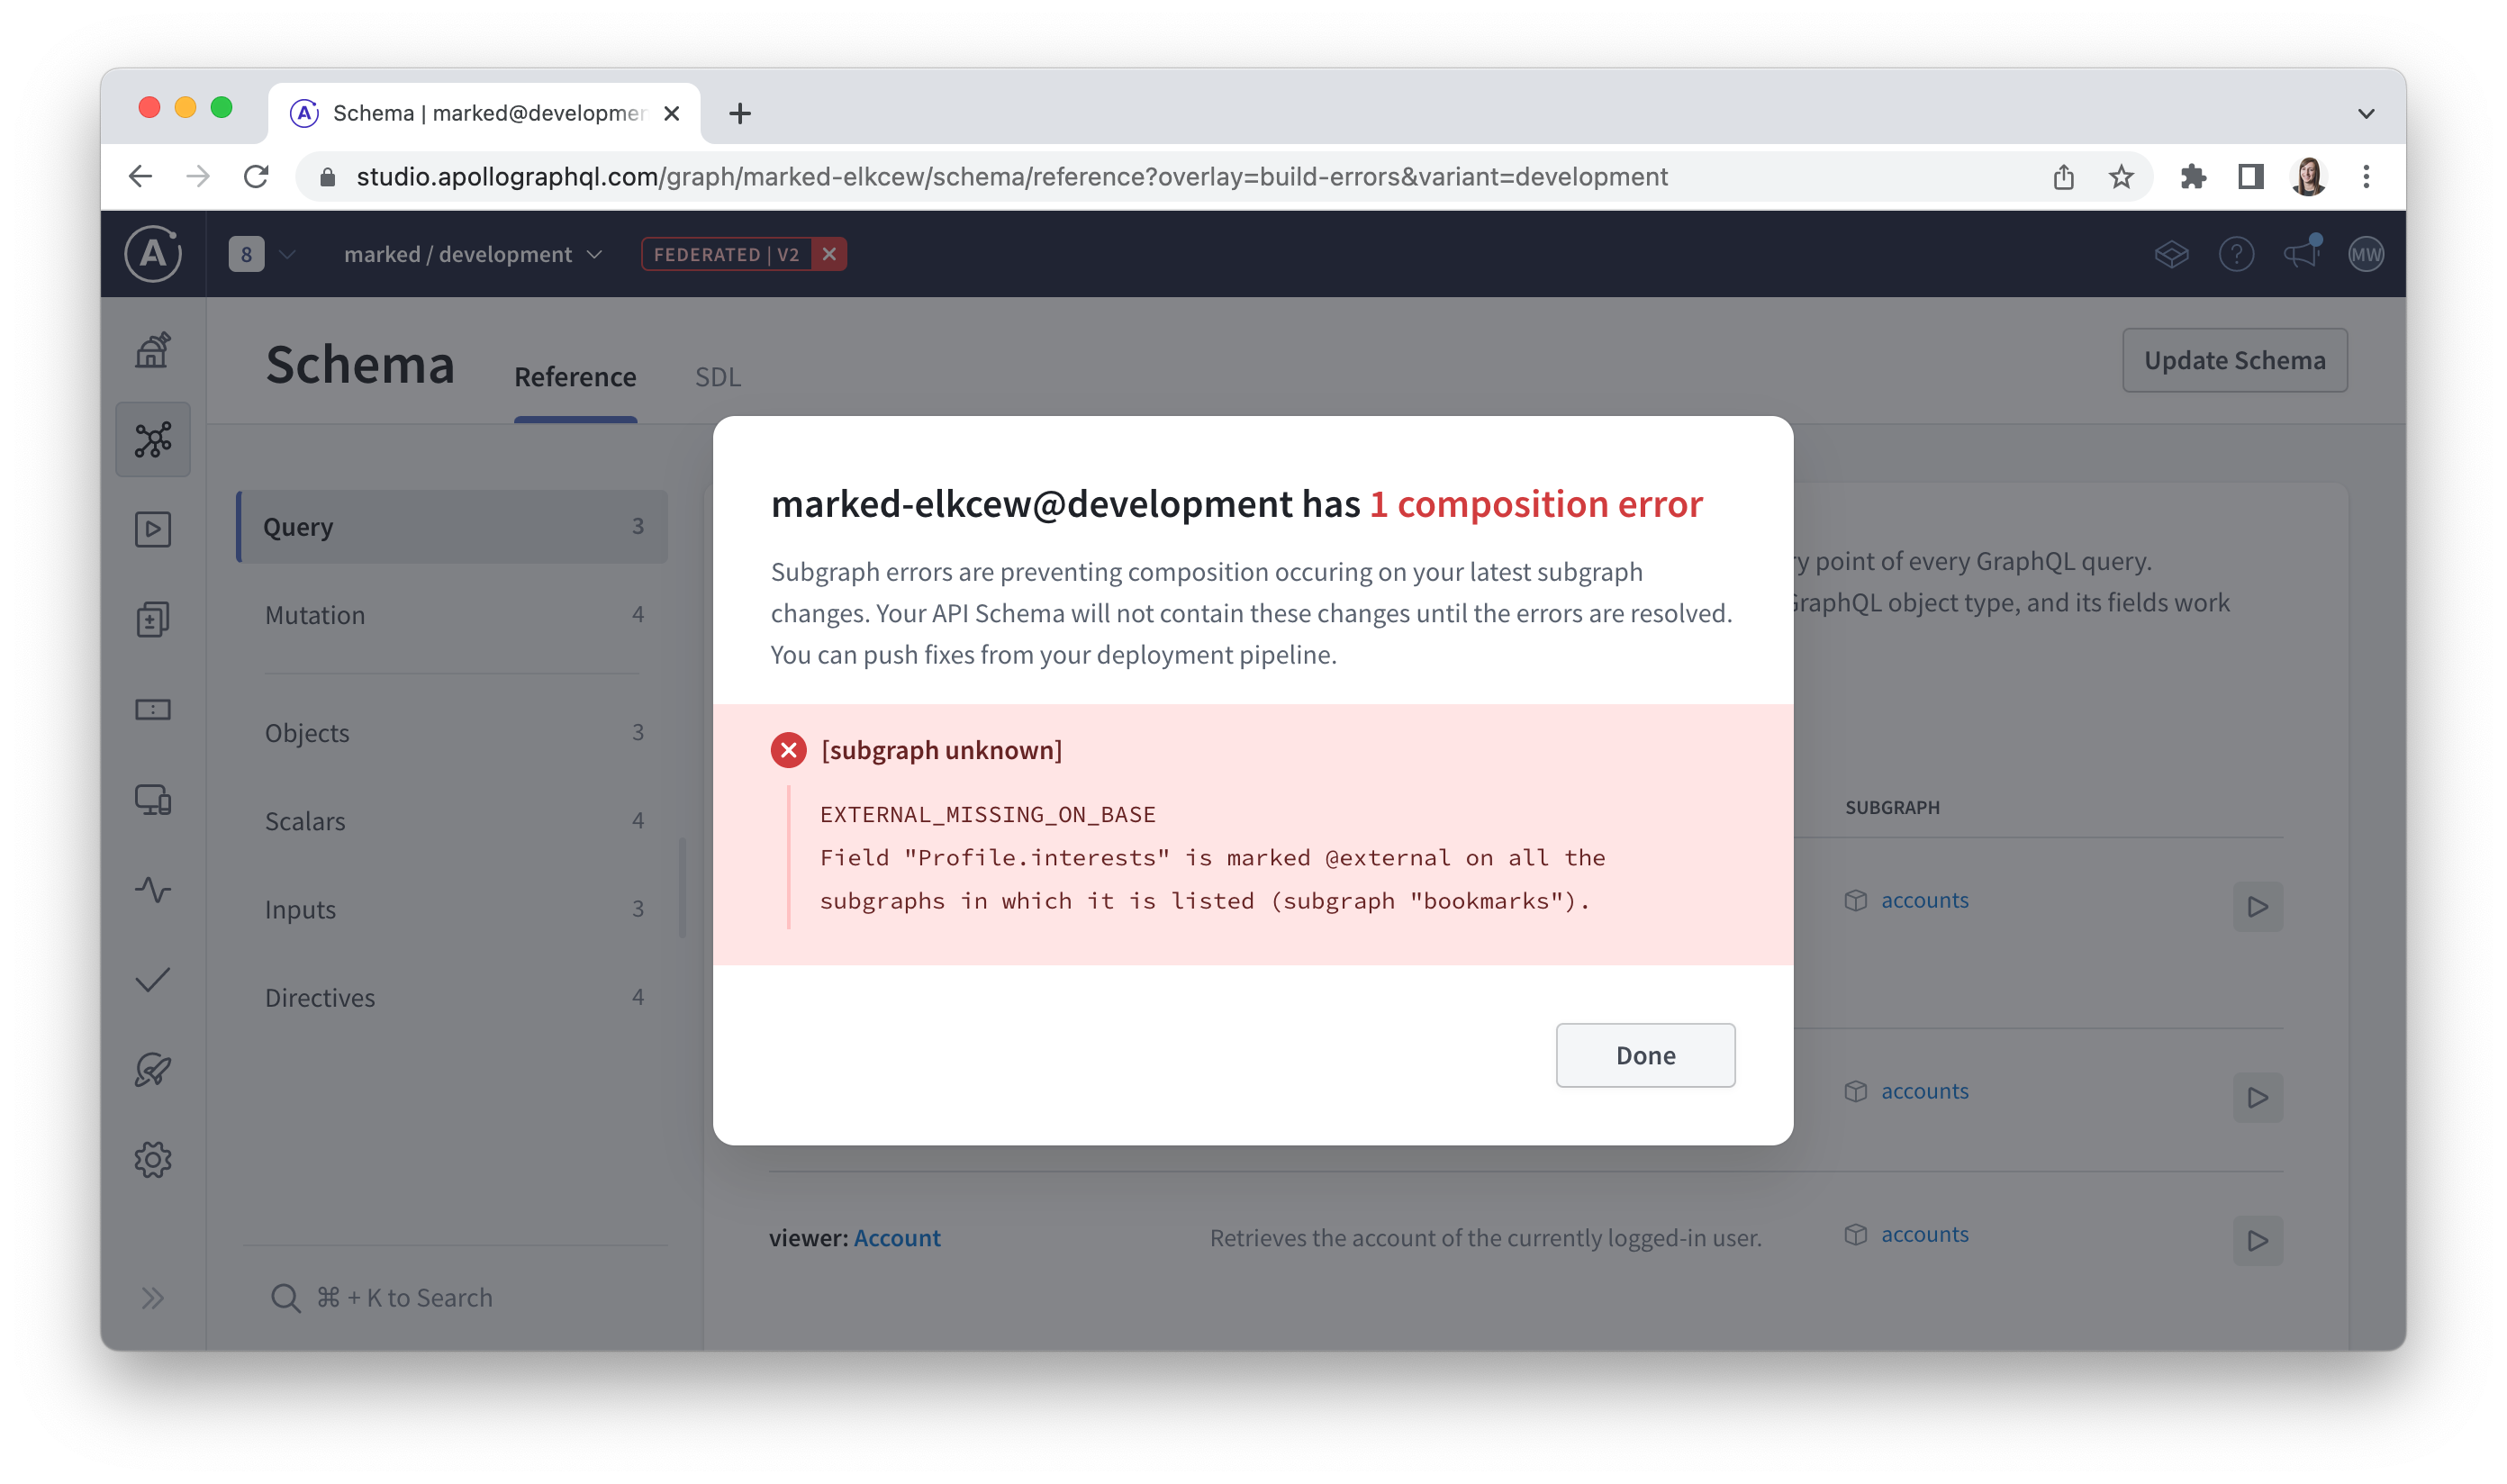 Schema | marked@developmen
studio.apollographql.com/graph/marked-elkcew/schema/reference?overlay=build-errors&variant=development
8
marked / development
FEDERATED | V2
MW
Schema
Reference
SDL
Update Schema
Query 3
Mutation 4
Objects 3
Scalars 4
Inputs 3
Directives 4
⌘ + K to Search
marked-elkcew@development has 1 composition error
Subgraph errors are preventing composition occuring on your latest subgraph
changes. Your API Schema will not contain these changes until the errors are resolved.
You can push fixes from your deployment pipeline.
[subgraph unknown]
EXTERNAL_MISSING_ON_BASE
Field "Profile.interests" is marked @external on all the
subgraphs in which it is listed (subgraph "bookmarks").
Done
ry point of every GraphQL query.
GraphQL object type, and its fields work
SUBGRAPH
accounts
accounts
viewer: Account
Retrieves the account of the currently logged-in user.
accounts